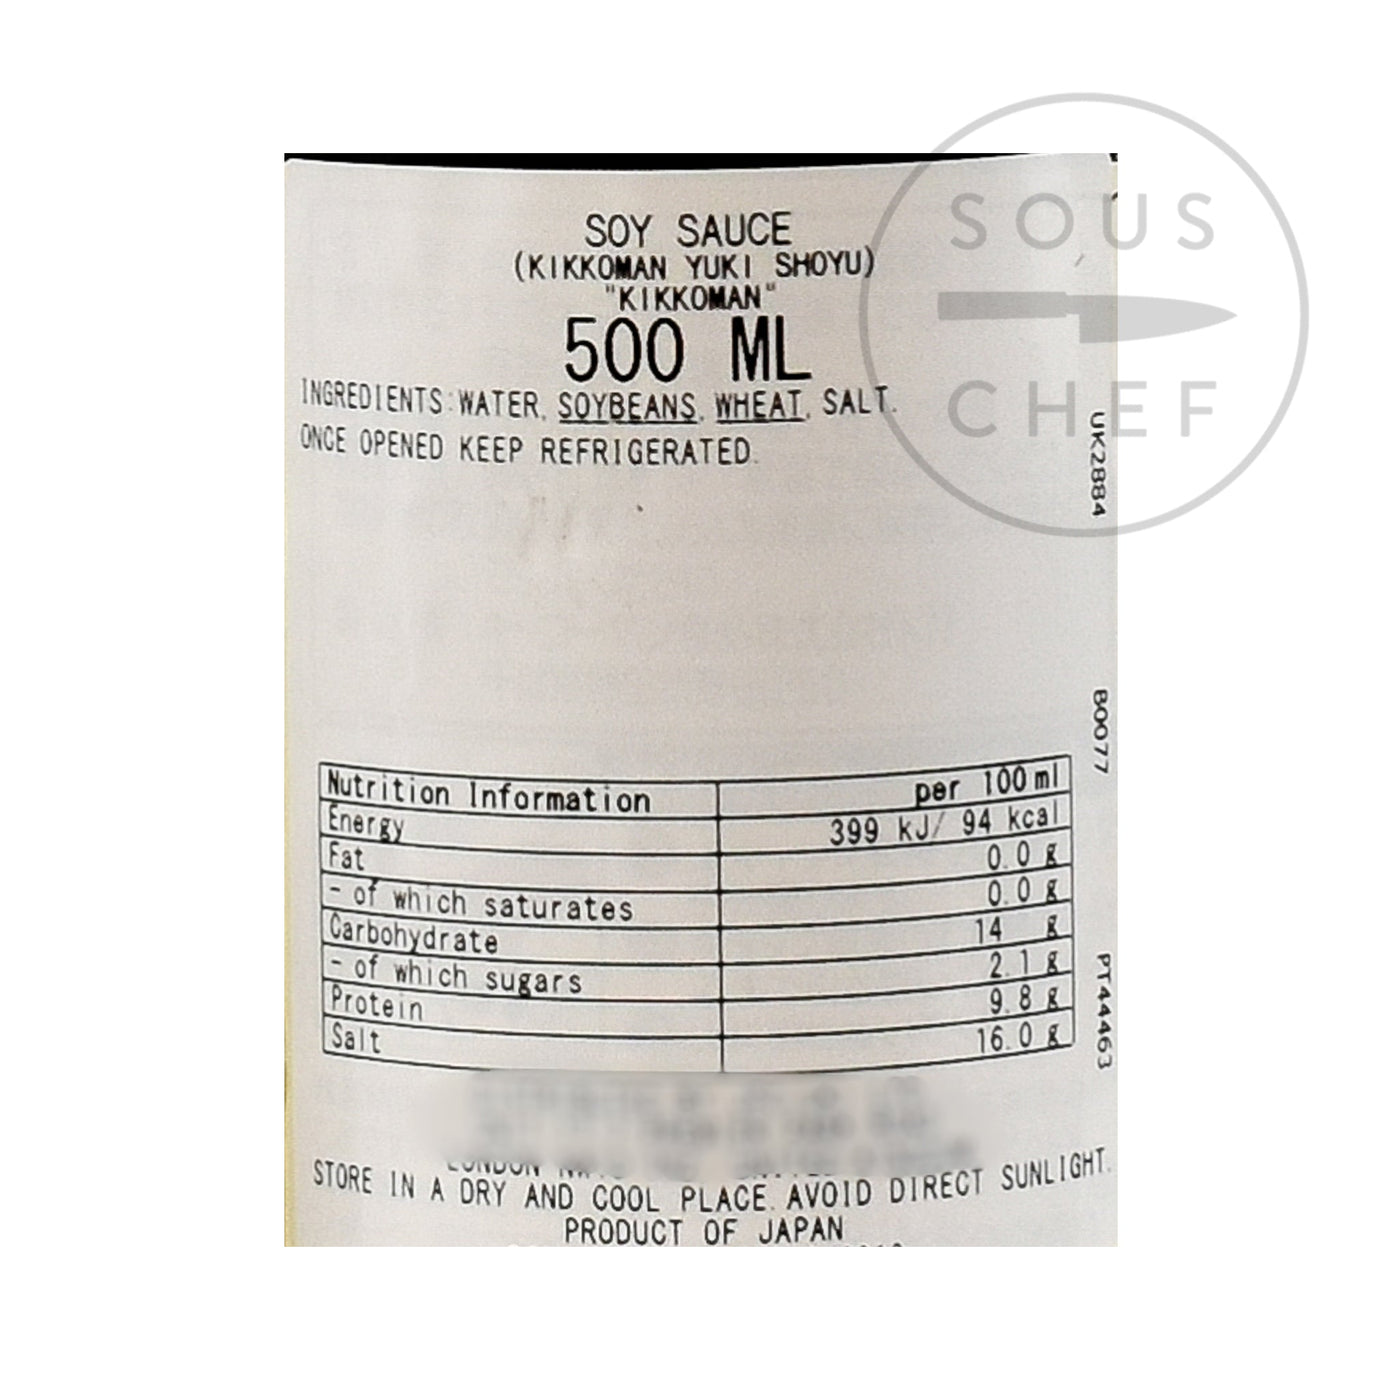 SOUS
CHEF
SOY SAUCE
(KIKKOMAN YUKI SHOYU)
"KIKKOMAN"
500 ML
INGREDIENTS:WATER, SOYBEANS, WHEAT, SALT.
ONCE OPENED KEEP REFRIGERATED.
UK2884
B0077
PT44463
Nutrition Information per 100ml
Energy 399 kJ/ 94 kcal
Fat 0.0 g
- of which saturates 0.0 g
Carbohydrate 14 g
- of which sugars 2.1 g
Protein 9.8 g
Salt 16.0 g
LONDON
STORE IN A DRY AND COOL PLACE. AVOID DIRECT SUNLIGHT.
PRODUCT OF JAPAN